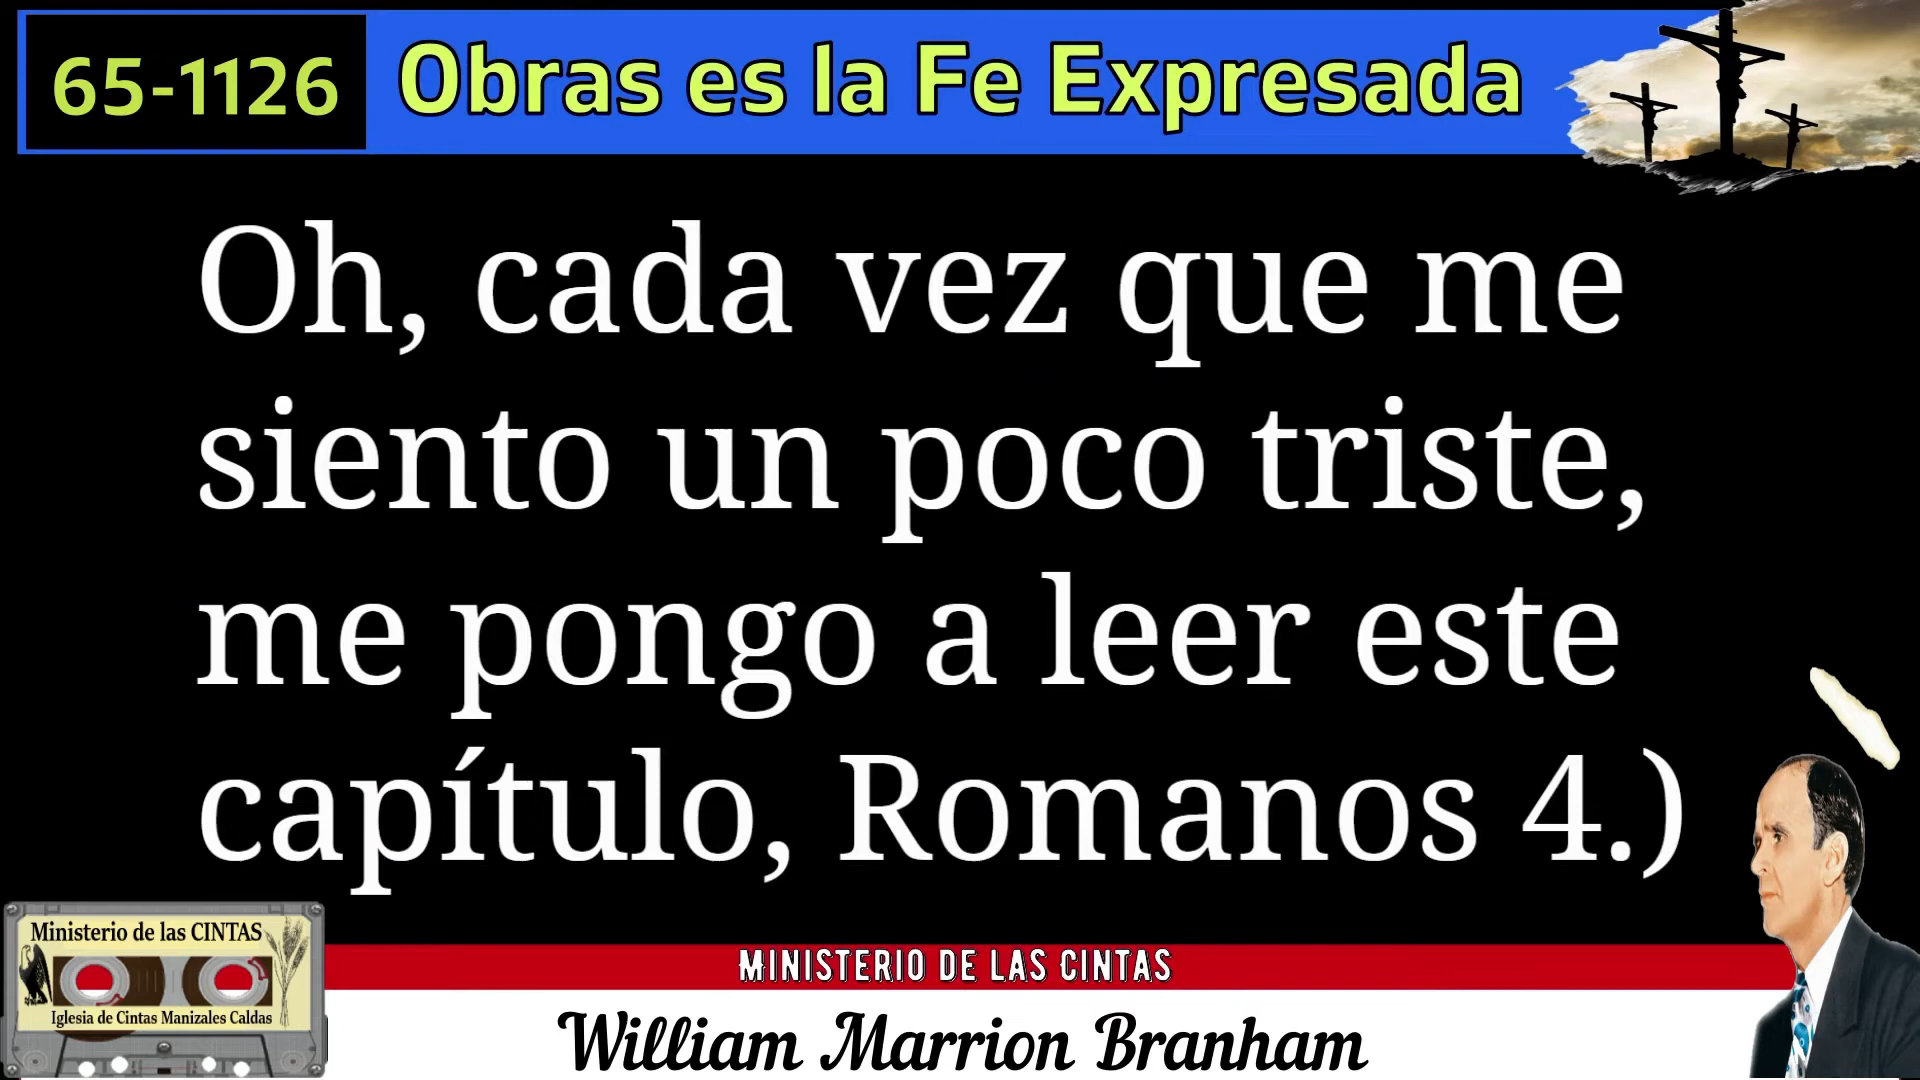 65-1126
Obras es la Fe Expresada
Oh, cada vez que me
siento un poco triste,
me pongo a leer este
capítulo, Romanos 4.)
Ministerio de las CINTAS
Iglesia de Cintas Manizales Caldas
MINISTERIO DE LAS CINTAS
William Marrion Branham